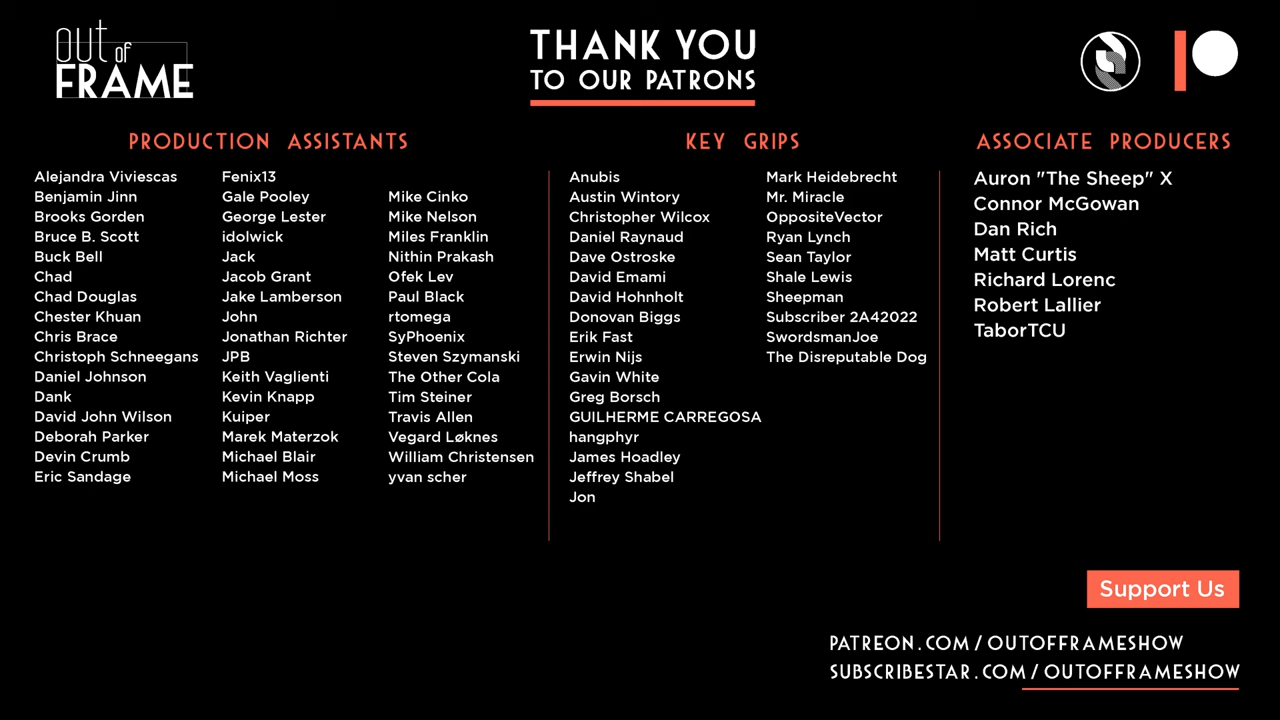 OUT OF
FRAME
THANK YOU
TO OUR PATRONS
PRODUCTION ASSISTANTS
Alejandra Viviescas
Benjamin Jinn
Brooks Gorden
Bruce B. Scott
Buck Bell
Chad
Chad Douglas
Chester Khuan
Chris Brace
Christoph Schneegans
Daniel Johnson
Dank
David John Wilson
Deborah Parker
Devin Crumb
Eric Sandage
Fenix13
Gale Pooley
George Lester
idolwick
Jack
Jacob Grant
Jake Lamberson
John
Jonathan Richter
JPB
Keith Vaglienti
Kevin Knapp
Kuiper
Marek Materzok
Michael Blair
Michael Moss
Mike Cinko
Mike Nelson
Miles Franklin
Nithin Prakash
Ofek Lev
Paul Black
rtomega
SyPhoenix
Steven Szymanski
The Other Cola
Tim Steiner
Travis Allen
Vegard Løknes
William Christensen
yvan scher
KEY GRIPS
Anubis
Austin Wintory
Christopher Wilcox
Daniel Raynaud
Dave Ostroske
David Emami
David Hohnholt
Donovan Biggs
Erik Fast
Erwin Nijs
Gavin White
Greg Borsch
GUILHERME CARREGOSA
hangphyr
James Hoadley
Jeffrey Shabel
Jon
Mark Heidebrecht
Mr. Miracle
OppositeVector
Ryan Lynch
Sean Taylor
Shale Lewis
Sheepman
Subscriber 2A42022
SwordsmanJoe
The Disreputable Dog
ASSOCIATE PRODUCERS
Auron "The Sheep" X
Connor McGowan
Dan Rich
Matt Curtis
Richard Lorenc
Robert Lallier
TaborTCU
Support Us
PATREON.COM/OUTOFFRAMESHOW
SUBSCRIBESTAR.COM/OUTOFFRAMESHOW